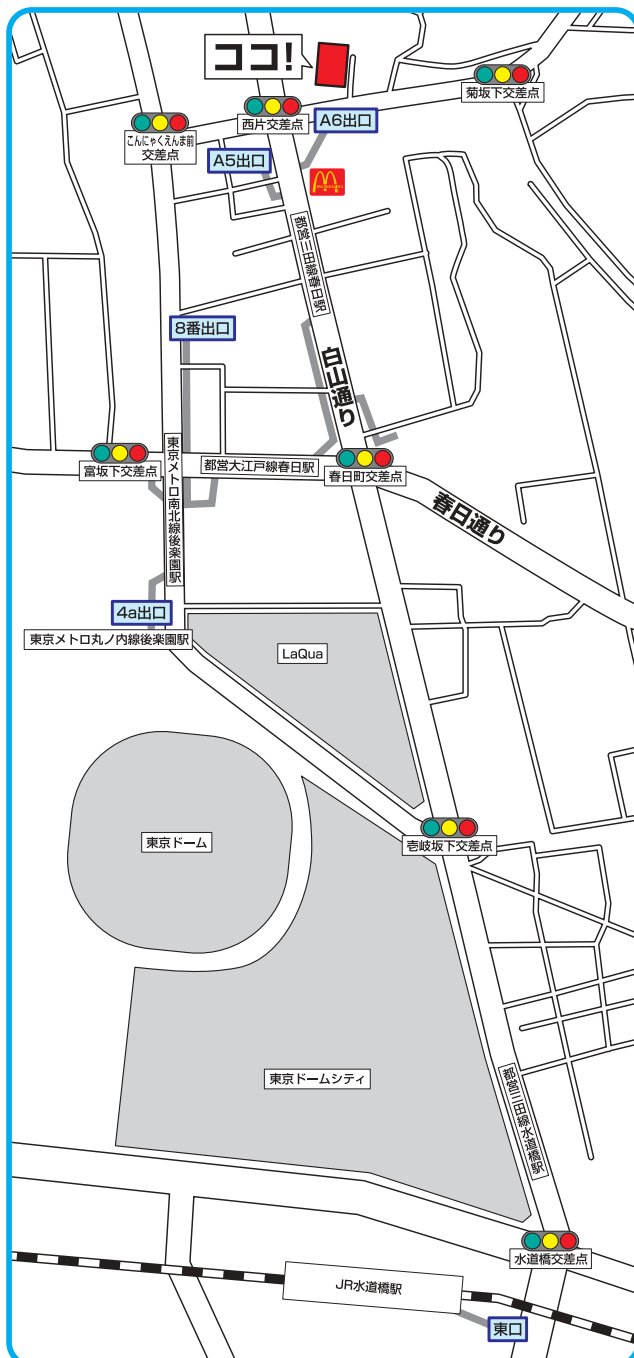 ココ!
菊坂下交差点
西片交差点
A6出口
こんにゃくえんま前
交差点
A5出口
McDonald's
都営三田線春日駅
8番出口
白山通り
富坂下交差点
東京メトロ南北線後楽園駅
都営大江戸線春日駅
春日町交差点
春日通り
4a出口
東京メトロ丸ノ内線後楽園駅
LaQua
東京ドーム
壱岐坂下交差点
東京ドームシティ
都営三田線水道橋駅
水道橋交差点
JR水道橋駅
東口